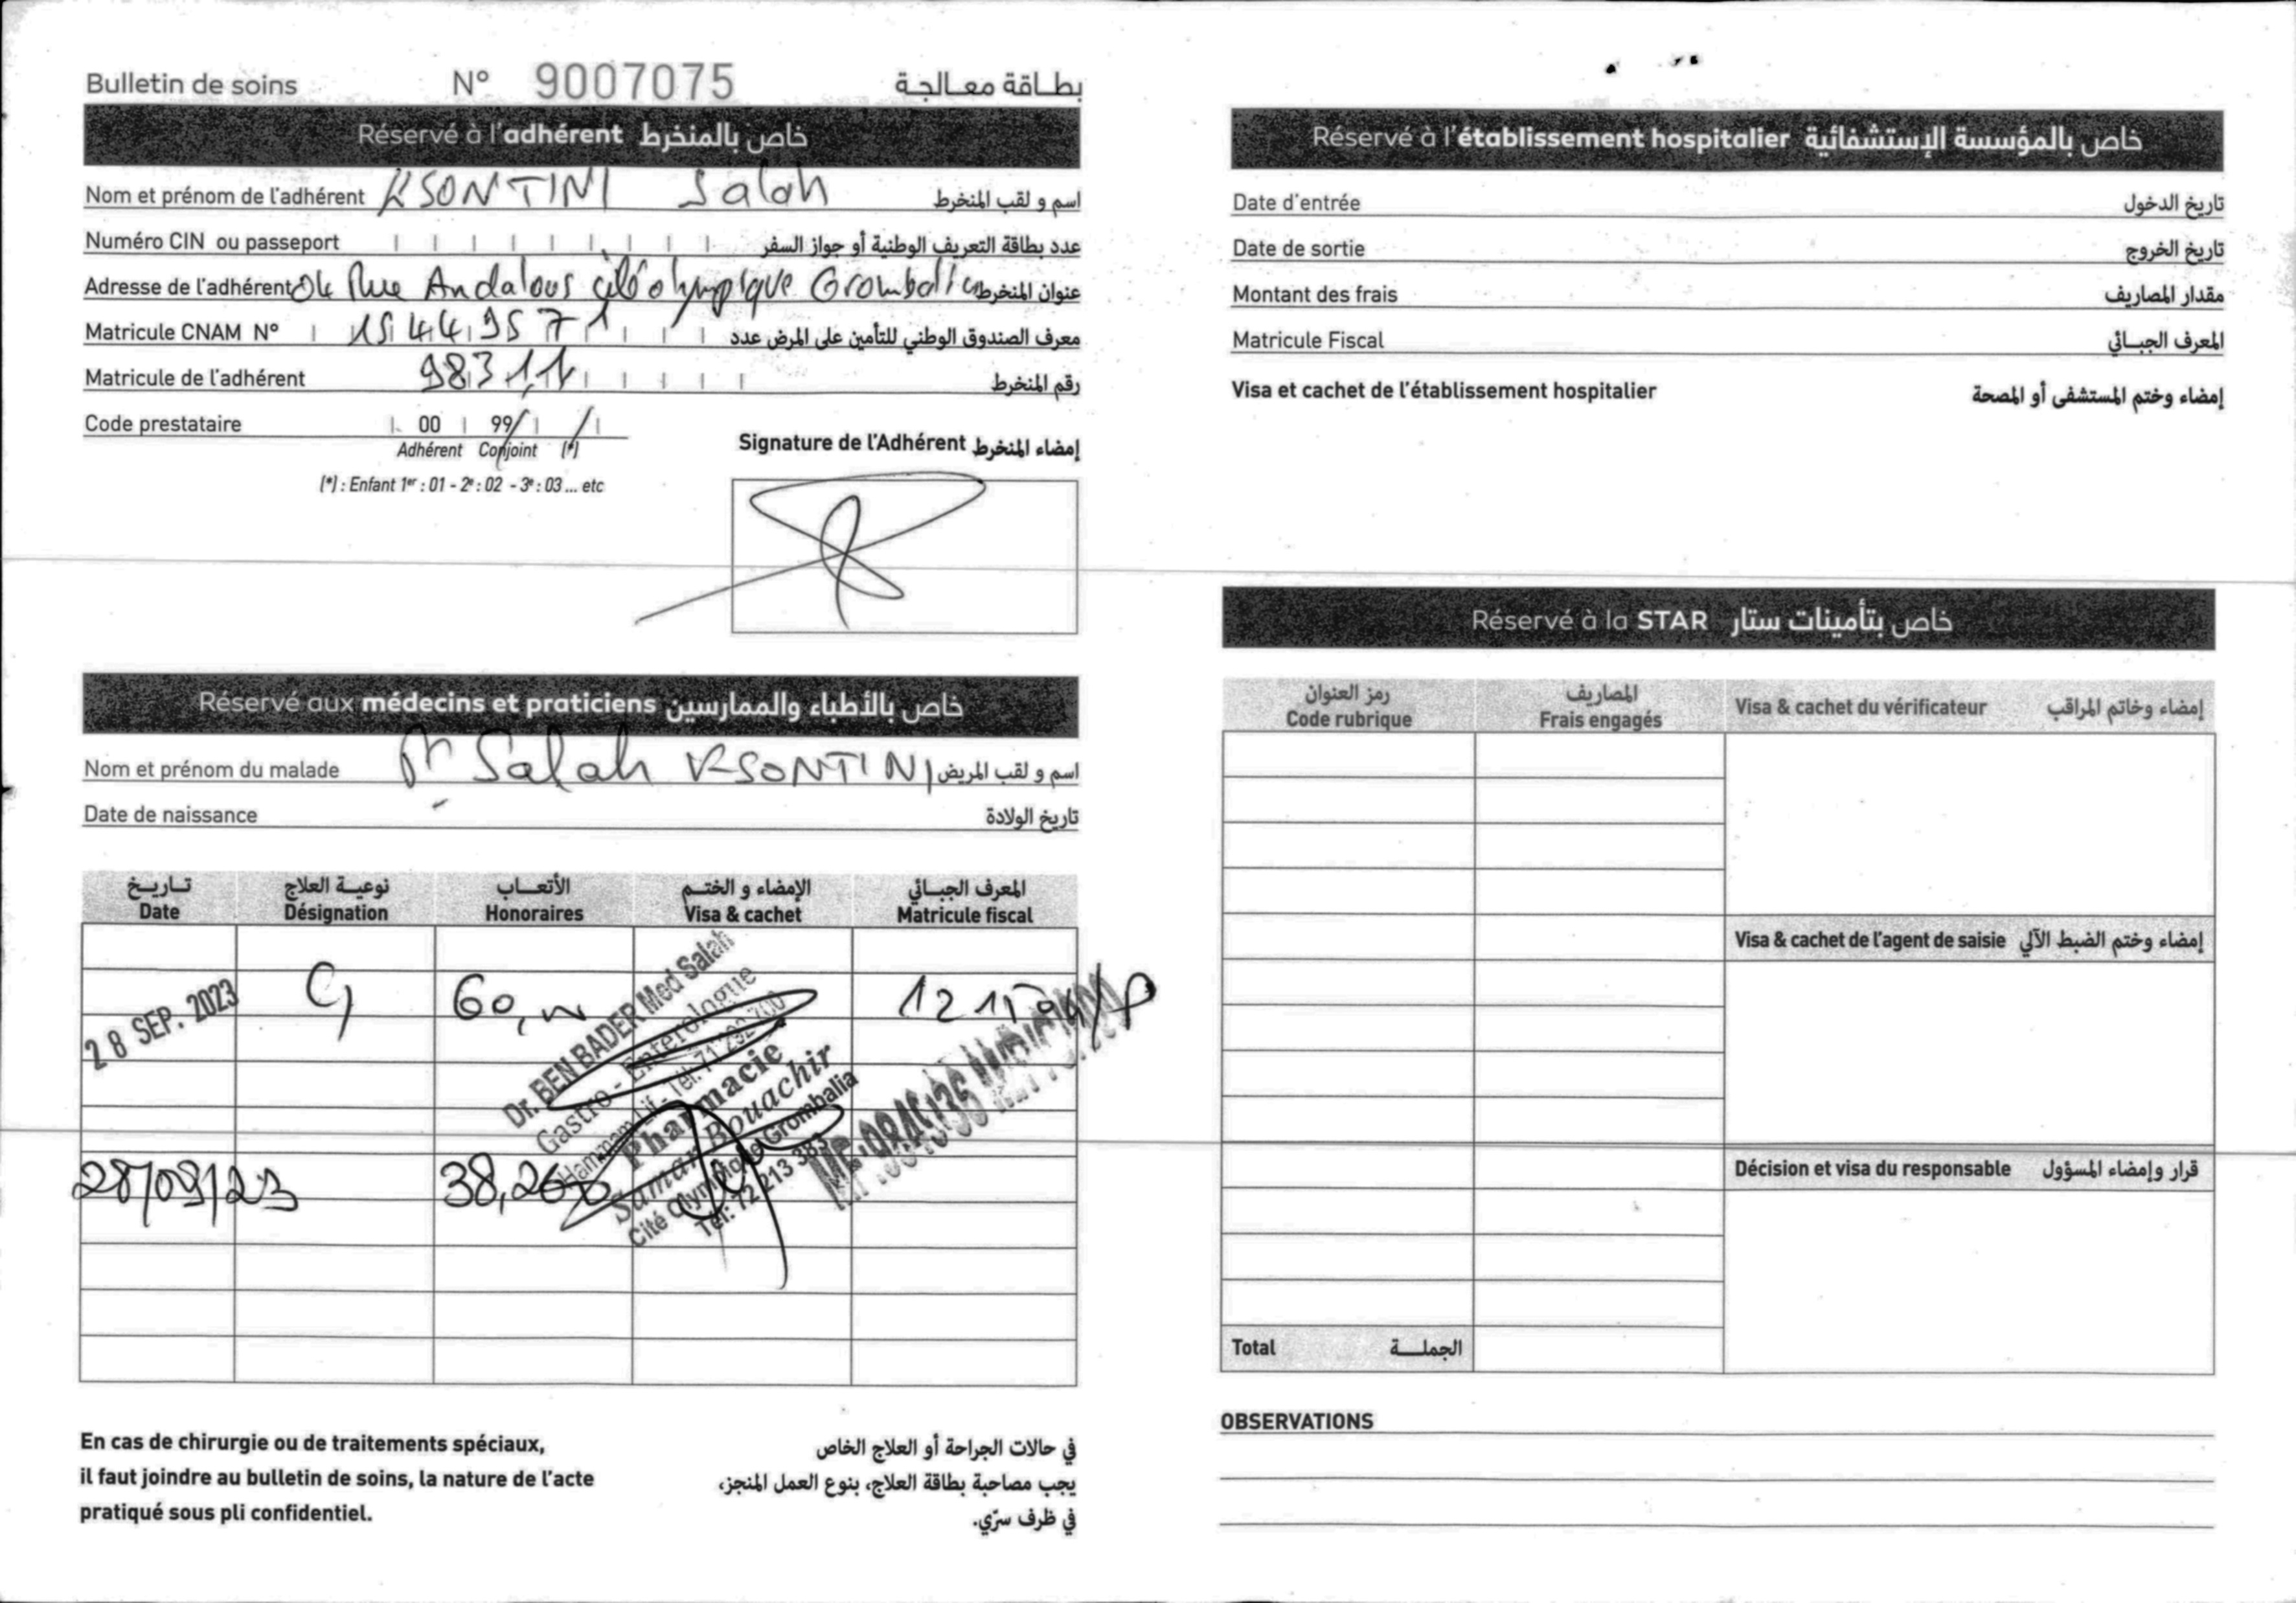 Bulletin de soins N° 9007075 بطاقة معالجة
Réservé à l'adhérent خاص بالمنخرط
Nom et prénom de l'adhérent KSONTINI Salah اسم و لقب المنخرط
Numéro CIN ou passeport عدد بطاقة التعريف الوطنية أو جواز السفر
Adresse de l'adhérent 04 Rue Andalous cité olympique Grombalia عنوان المنخرط
Matricule CNAM N° 15449571 معرف الصندوق الوطني للتأمين على المرض عدد
Matricule de l'adhérent 98311 رقم المنخرط
Code prestataire 00 99
Adhérent Conjoint (*)
(*) : Enfant 1er : 01 - 2e : 02 - 3e : 03 ... etc
Signature de l'Adhérent إمضاء المنخرط
Réservé aux médecins et praticiens خاص بالأطباء والممارسين
Nom et prénom du malade Mr Salah KSONTINI اسم و لقب المريض
Date de naissance تاريخ الولادة
تاريخ نوعية العلاج الأتعاب الإمضاء و الختم المعرف الجبائي
Date Désignation Honoraires Visa & cachet Matricule fiscal
28 SEP. 2023 60,
Dr. BEN BADER Med Salah
Gastro - Enterologue
Hammam Lif - Tél: 71 292 700
28/09/23 38,260
Pharmacie
Samar Bouachir
Cité Olympique Grombalia
Tél: 72 213 383
En cas de chirurgie ou de traitements spéciaux,
il faut joindre au bulletin de soins, la nature de l'acte
pratiqué sous pli confidentiel.
في حالات الجراحة أو العلاج الخاص
يجب مصاحبة بطاقة العلاج، بنوع العمل المنجز،
في ظرف سرّي.
Réservé à l'établissement hospitalier خاص بالمؤسسة الإستشفائية
Date d'entrée تاريخ الدخول
Date de sortie تاريخ الخروج
Montant des frais مقدار المصاريف
Matricule Fiscal المعرف الجبائي
Visa et cachet de l'établissement hospitalier إمضاء وختم المستشفى أو المصحة
Réservé à la STAR خاص بتأمينات ستار
رمز العنوان المصاريف
Code rubrique Frais engagés Visa & cachet du vérificateur إمضاء وخاتم المراقب
Visa & cachet de l'agent de saisie إمضاء وختم الضبط الآلي
Décision et visa du responsable قرار وإمضاء المسؤول
Total الجملة
OBSERVATIONS